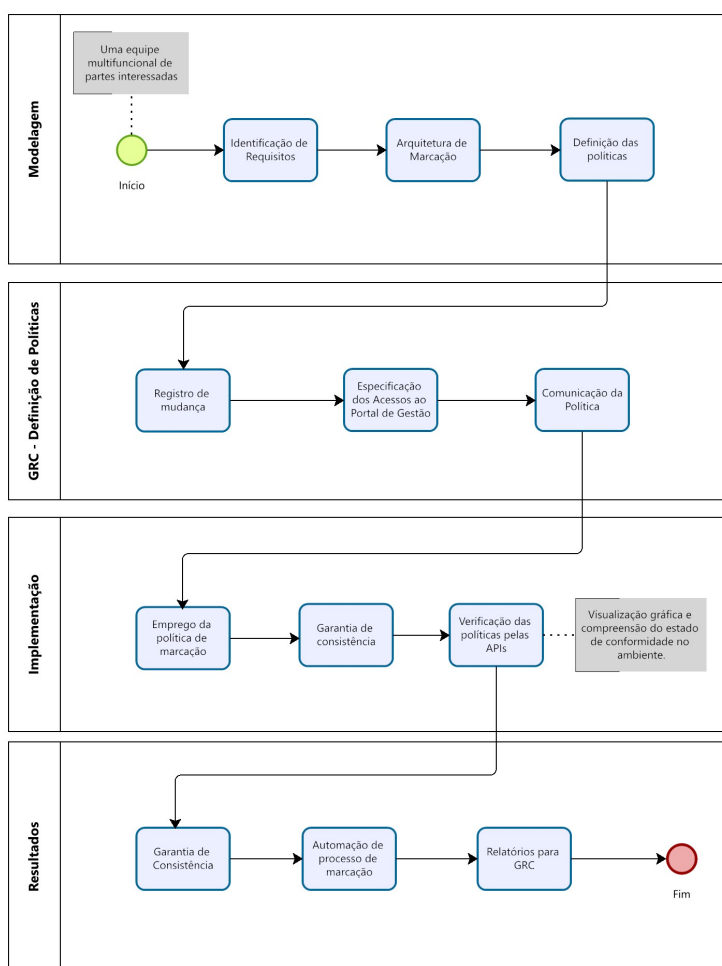 Modelagem
Uma equipe
multifuncional de
partes interessadas
Início
Identificação de
Requisitos
Arquitetura de
Marcação
Definição das
políticas
GRC - Definição de Políticas
Registro de
mudança
Especificação
dos Acessos ao
Portal de Gestão
Comunicação da
Política
Implementação
Emprego da
política de
marcação
Garantia de
consistência
Verificação das
políticas pelas
APIs
Visualização gráfica e
compreensão do estado
de conformidade no
ambiente.
Resultados
Garantia de
Consistência
Automação de
processo de
marcação
Relatórios para
GRC
Fim